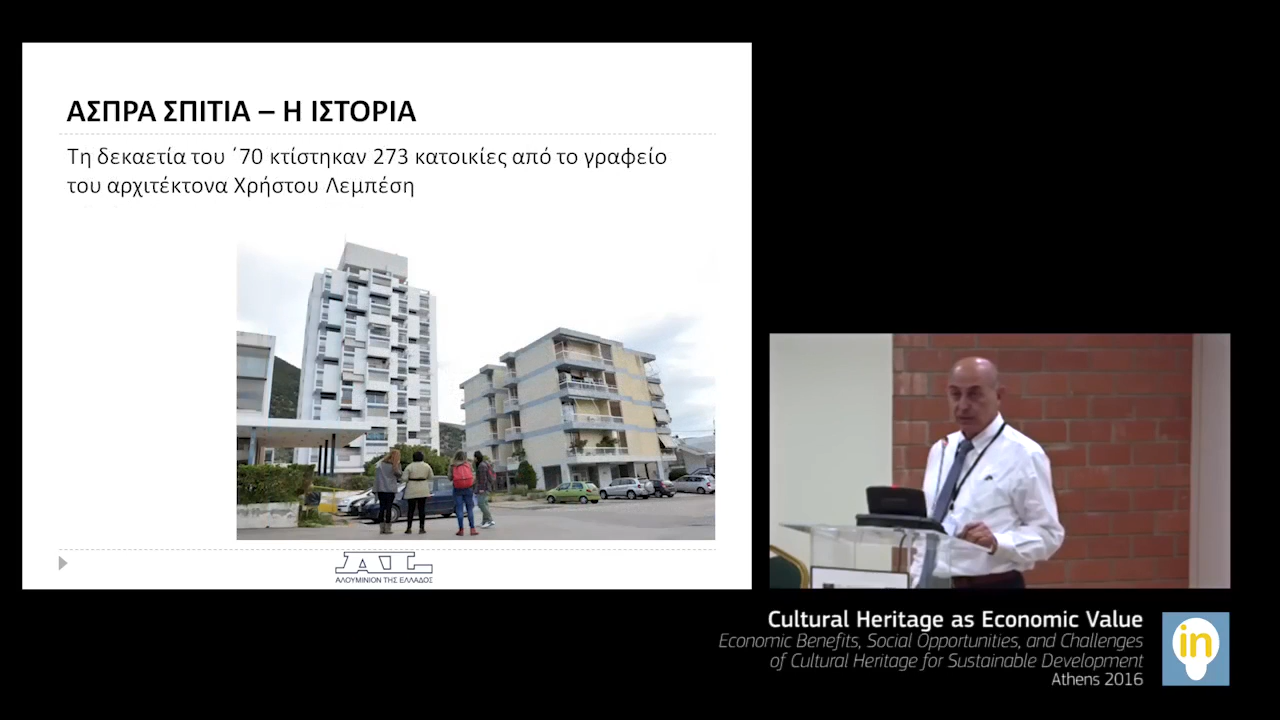 ΑΣΠΡΑ ΣΠΙΤΙΑ – Η ΙΣΤΟΡΙΑ
Τη δεκαετία του ΄70 κτίστηκαν 273 κατοικίες από το γραφείο
του αρχιτέκτονα Χρήστου Λεμπέση
ΑΛΟΥΜΙΝΙΟΝ ΤΗΣ ΕΛΛΑΔΟΣ
Cultural Heritage as Economic Value
Economic Benefits, Social Opportunities, and Challenges
of Cultural Heritage for Sustainable Development
Athens 2016
in